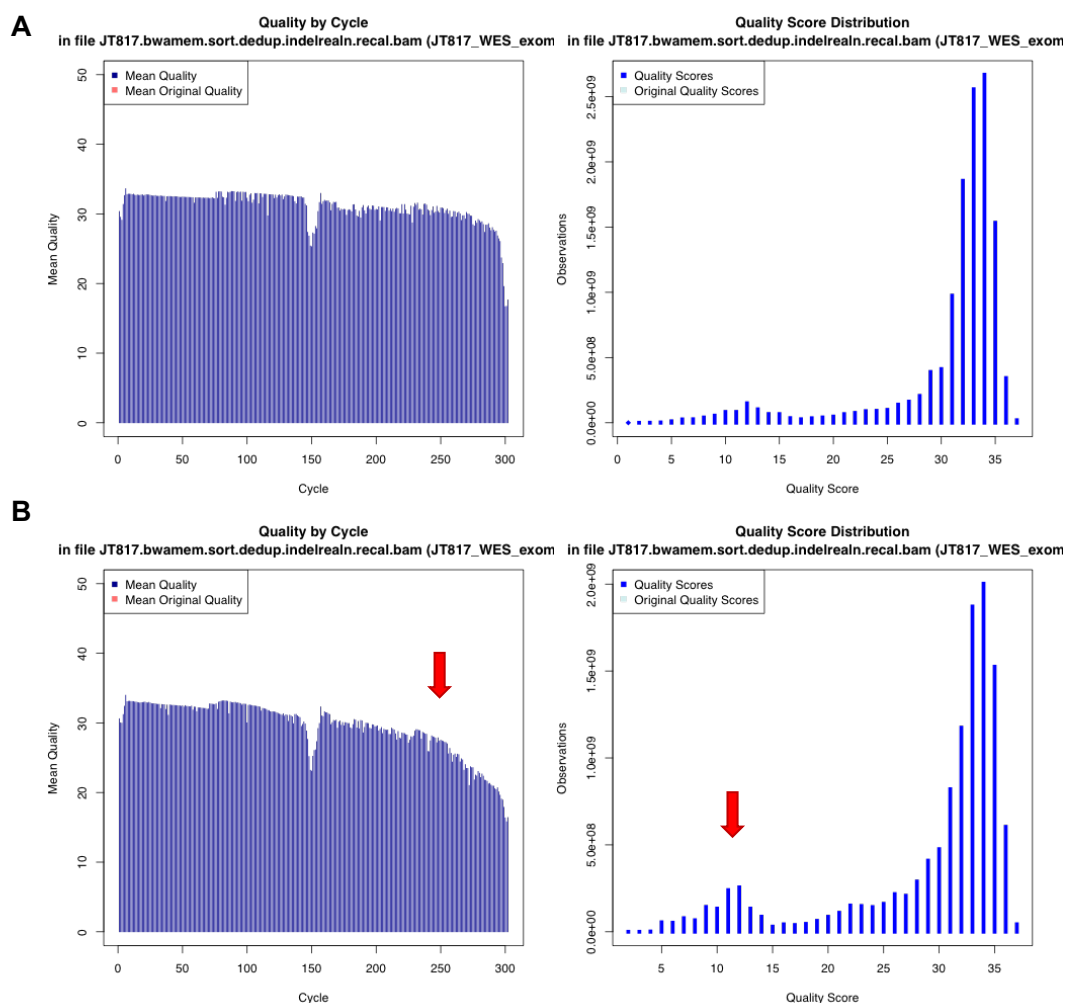 A
Quality by Cycle
in file JT817.bwamem.sort.dedup.indelrealn.recal.bam (JT817_WES_exom
Mean Quality
Mean Original Quality
50
40
30
20
10
0
Mean Quality
0 50 100 150 200 250 300
Cycle
Quality Score Distribution
in file JT817.bwamem.sort.dedup.indelrealn.recal.bam (JT817_WES_exom
Quality Scores
Original Quality Scores
2.5e+09
2.0e+09
1.5e+09
1.0e+09
5.0e+08
0.0e+00
Observations
0 5 10 15 20 25 30 35
Quality Score
B
Quality by Cycle
in file JT817.bwamem.sort.dedup.indelrealn.recal.bam (JT817_WES_exom
Mean Quality
Mean Original Quality
50
40
30
20
10
0
Mean Quality
0 50 100 150 200 250 300
Cycle
Quality Score Distribution
in file JT817.bwamem.sort.dedup.indelrealn.recal.bam (JT817_WES_exom
Quality Scores
Original Quality Scores
2.0e+09
1.5e+09
1.0e+09
5.0e+08
0.0e+00
Observations
5 10 15 20 25 30 35
Quality Score